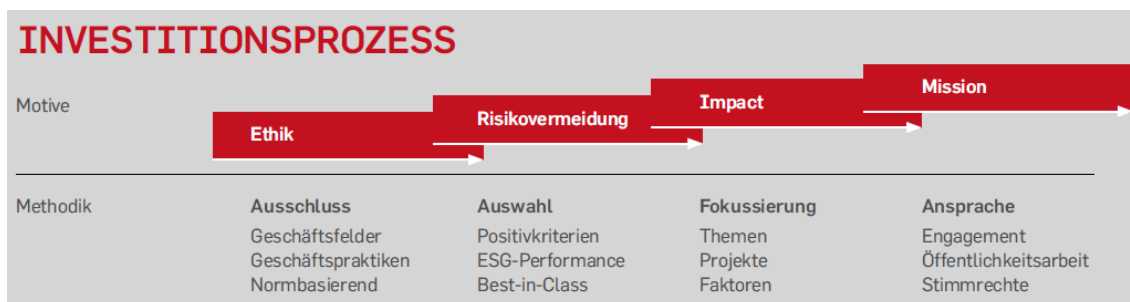 INVESTITIONSPROZESS
Motive
Ethik
Risikovermeidung
Impact
Mission
Methodik
Ausschluss
Geschäftsfelder
Geschäftspraktiken
Normbasierend
Auswahl
Positivkriterien
ESG-Performance
Best-in-Class
Fokussierung
Themen
Projekte
Faktoren
Ansprache
Engagement
Öffentlichkeitsarbeit
Stimmrechte